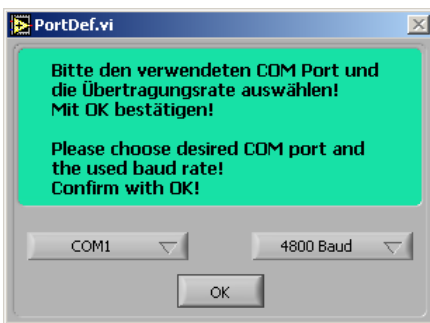 PortDef.vi
Bitte den verwendeten COM Port und
die Übertragungsrate auswählen!
Mit OK bestätigen!
Please choose desired COM port and
the used baud rate!
Confirm with OK!
COM1
4800 Baud
OK